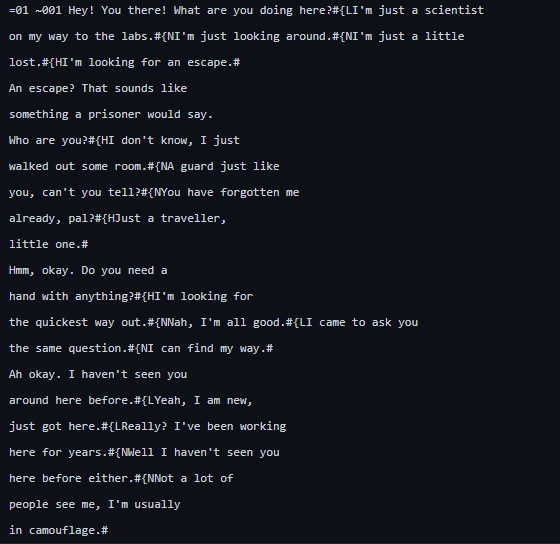 =01 ~001 Hey! You there! What are you doing here?#{LI'm just a scientist
on my way to the labs.#{NI'm just looking around.#{NI'm just a little
lost.#{HI'm looking for an escape.#
An escape? That sounds like
something a prisoner would say.
Who are you?#{HI don't know, I just
walked out some room.#{NA guard just like
you, can't you tell?#{NYou have forgotten me
already, pal?#{HJust a traveller,
little one.#
Hmm, okay. Do you need a
hand with anything?#{HI'm looking for
the quickest way out.#{NNah, I'm all good.#{LI came to ask you
the same question.#{NI can find my way.#
Ah okay. I haven't seen you
around here before.#{LYeah, I am new,
just got here.#{LReally? I've been working
here for years.#{NWell I haven't seen you
here before either.#{NNot a lot of
people see me, I'm usually
in camouflage.#